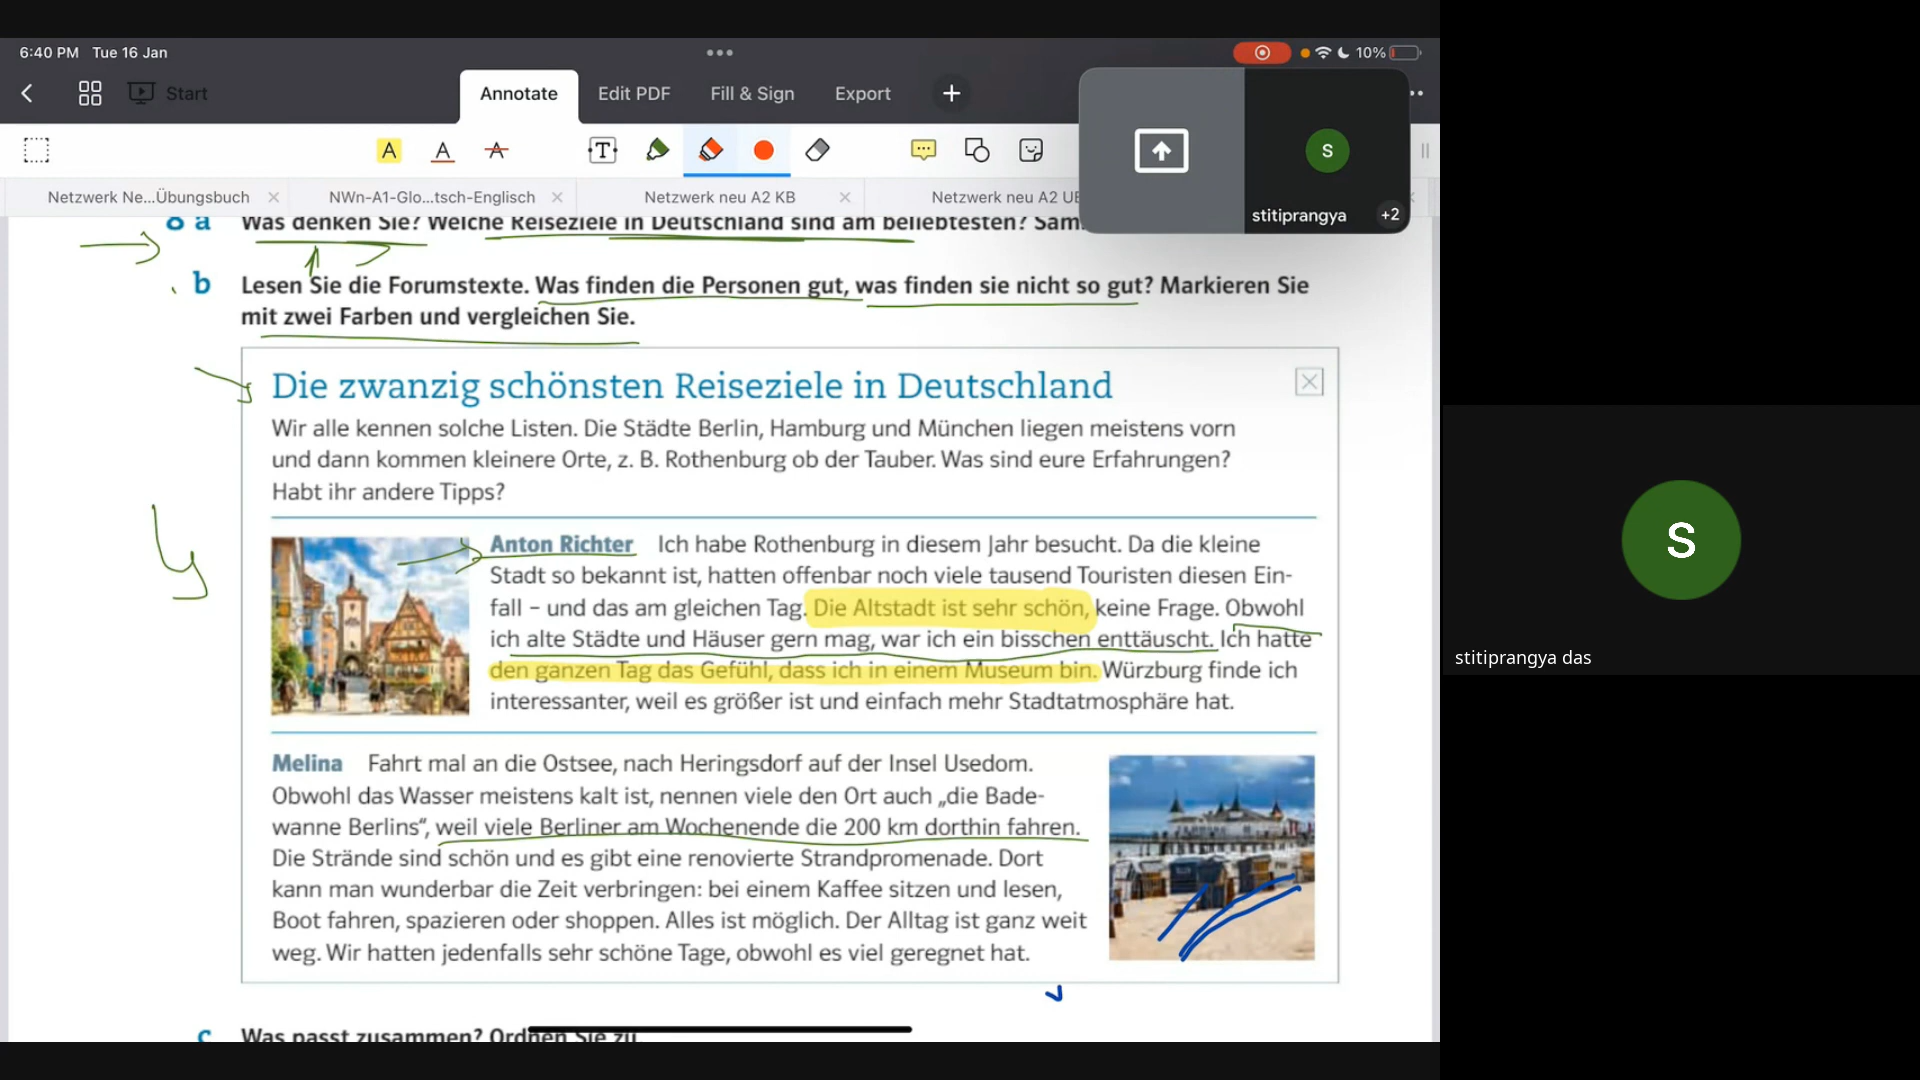 6:40 PM Tue 16 Jan
10%
Start
Annotate
Edit PDF
Fill & Sign
Export
A
A
A
T
S
stitiprangya
+2
Netzwerk Ne...Übungsbuch
NWn-A1-Glo...tsch-Englisch
Netzwerk neu A2 KB
Netzwerk neu A2 UE
8 a Was denken Sie? Welche Reiseziele in Deutschland sind am beliebtesten? Sam
b Lesen Sie die Forumstexte. Was finden die Personen gut, was finden sie nicht so gut? Markieren Sie
mit zwei Farben und vergleichen Sie.
Die zwanzig schönsten Reiseziele in Deutschland
Wir alle kennen solche Listen. Die Städte Berlin, Hamburg und München liegen meistens vorn
und dann kommen kleinere Orte, z. B. Rothenburg ob der Tauber. Was sind eure Erfahrungen?
Habt ihr andere Tipps?
Anton Richter Ich habe Rothenburg in diesem Jahr besucht. Da die kleine
Stadt so bekannt ist, hatten offenbar noch viele tausend Touristen diesen Ein-
fall – und das am gleichen Tag. Die Altstadt ist sehr schön, keine Frage. Obwohl
ich alte Städte und Häuser gern mag, war ich ein bisschen enttäuscht. Ich hatte
den ganzen Tag das Gefühl, dass ich in einem Museum bin. Würzburg finde ich
interessanter, weil es größer ist und einfach mehr Stadtatmosphäre hat.
Melina Fahrt mal an die Ostsee, nach Heringsdorf auf der Insel Usedom.
Obwohl das Wasser meistens kalt ist, nennen viele den Ort auch „die Bade-
wanne Berlins“, weil viele Berliner am Wochenende die 200 km dorthin fahren.
Die Strände sind schön und es gibt eine renovierte Strandpromenade. Dort
kann man wunderbar die Zeit verbringen: bei einem Kaffee sitzen und lesen,
Boot fahren, spazieren oder shoppen. Alles ist möglich. Der Alltag ist ganz weit
weg. Wir hatten jedenfalls sehr schöne Tage, obwohl es viel geregnet hat.
c Was passt zusammen? Ordnen Sie zu
S
stitiprangya das